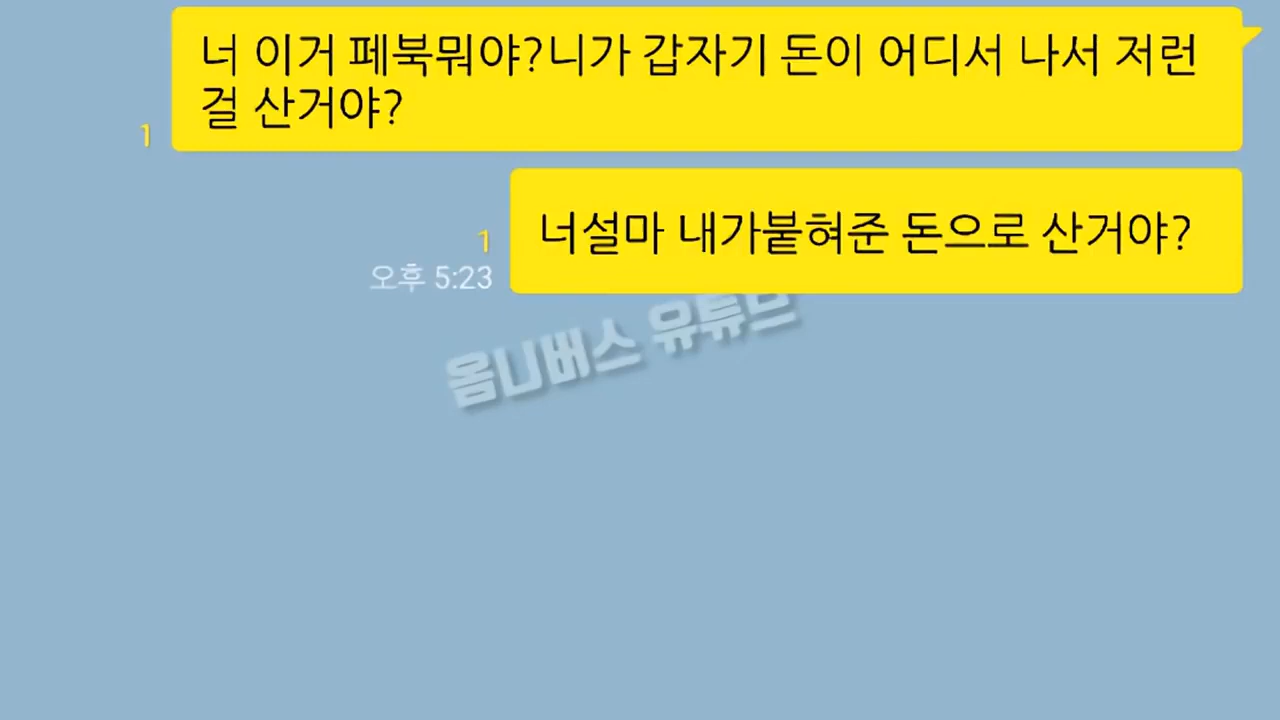 너 이거 페북뭐야?니가 갑자기 돈이 어디서 나서 저런
걸 산거야?
1
너설마 내가붙혀준 돈으로 산거야?
1
오후 5:23
옴니버스 유튜브